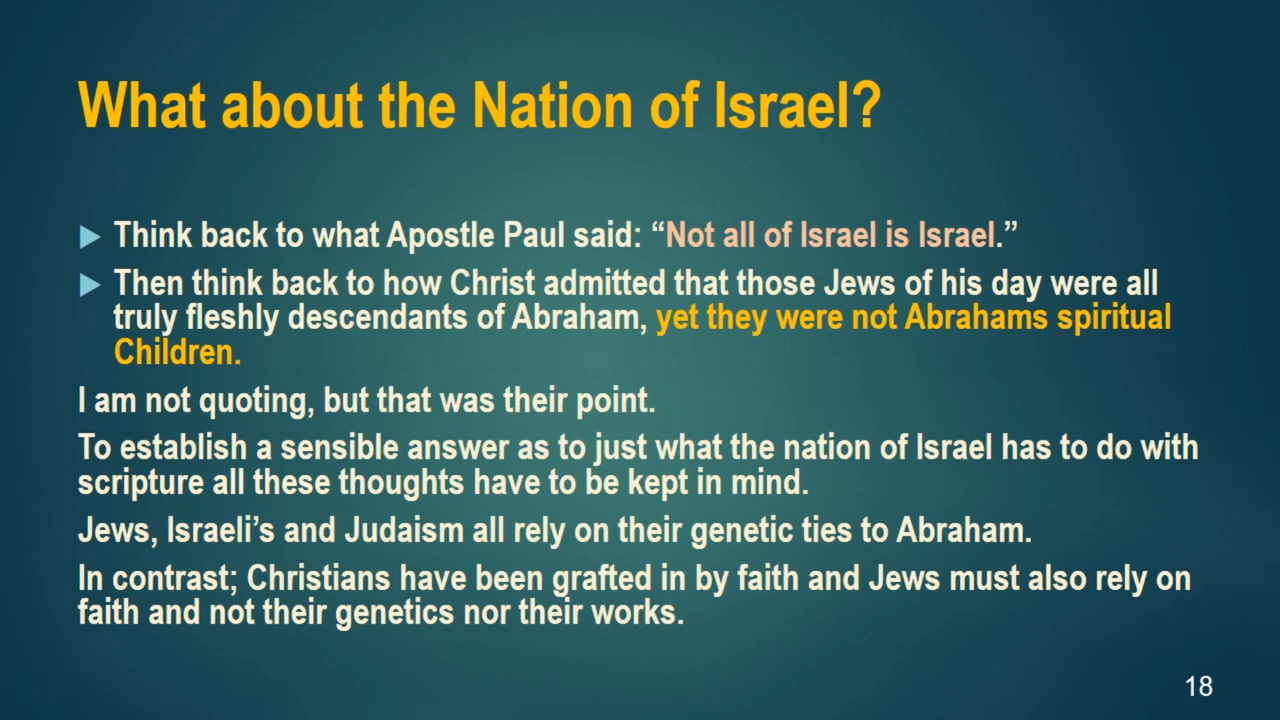 What about the Nation of Israel?
Think back to what Apostle Paul said: “Not all of Israel is Israel.”
Then think back to how Christ admitted that those Jews of his day were all
truly fleshly descendants of Abraham, yet they were not Abrahams spiritual
Children.
I am not quoting, but that was their point.
To establish a sensible answer as to just what the nation of Israel has to do with
scripture all these thoughts have to be kept in mind.
Jews, Israeli’s and Judaism all rely on their genetic ties to Abraham.
In contrast; Christians have been grafted in by faith and Jews must also rely on
faith and not their genetics nor their works.
18